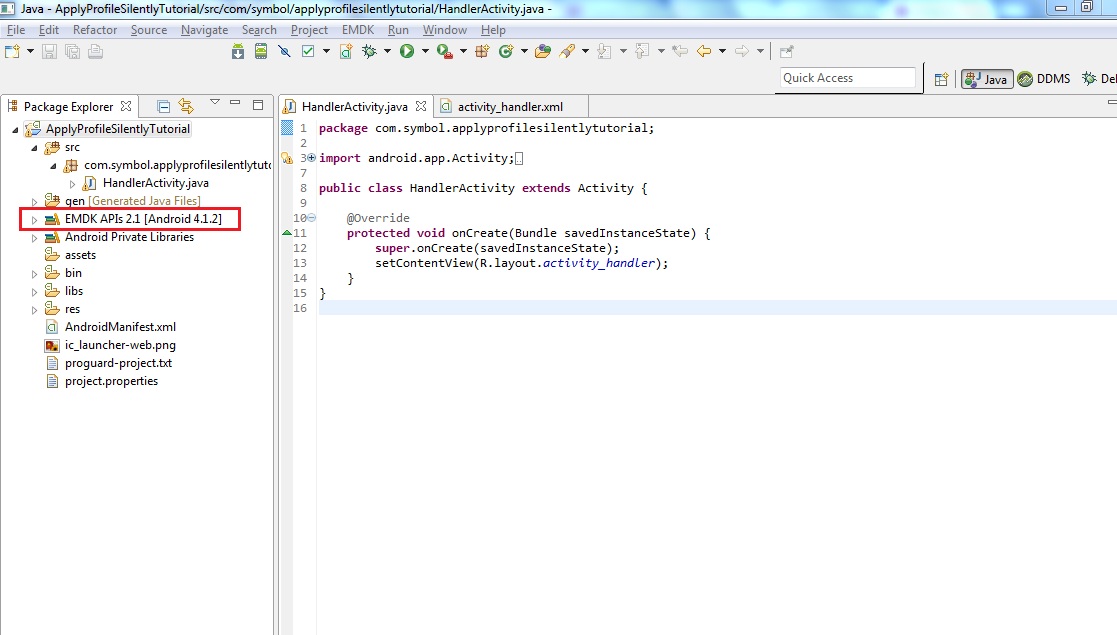 Java - ApplyProfileSilentlyTutorial/src/com/symbol/applyprofilesilentlytutorial/HandlerActivity.java -
File Edit Refactor Source Navigate Search Project EMDK Run Window Help
Quick Access
Java
DDMS
De
Package Explorer
ApplyProfileSilentlyTutorial
src
com.symbol.applyprofilesilentlytuto
HandlerActivity.java
gen [Generated Java Files]
EMDK APIs 2.1 [Android 4.1.2]
Android Private Libraries
assets
bin
libs
res
AndroidManifest.xml
ic_launcher-web.png
proguard-project.txt
project.properties
HandlerActivity.java
activity_handler.xml
1 package com.symbol.applyprofilesilentlytutorial;
2
3 import android.app.Activity;
7
8 public class HandlerActivity extends Activity {
9
10 @Override
11 protected void onCreate(Bundle savedInstanceState) {
12 super.onCreate(savedInstanceState);
13 setContentView(R.layout.activity_handler);
14 }
15 }
16